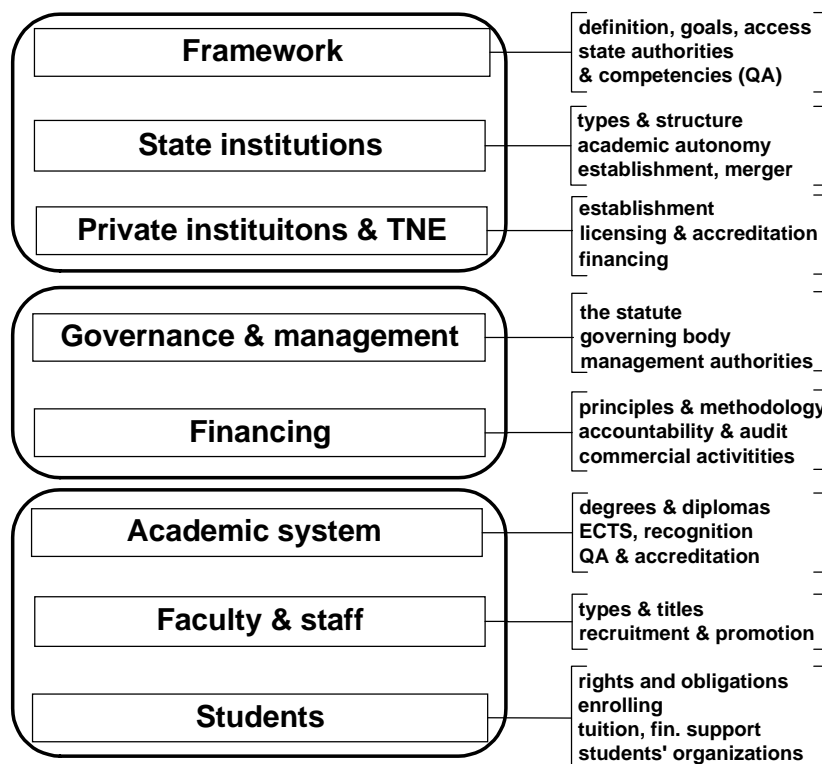 Framework
definition, goals, access
state authorities
& competencies (QA)
State institutions
types & structure
academic autonomy
establishment, merger
Private instituitons & TNE
establishment
licensing & accreditation
financing
Governance & management
the statute
governing body
management authorities
Financing
principles & methodology
accountability & audit
commercial activitities
Academic system
degrees & diplomas
ECTS, recognition
QA & accreditation
Faculty & staff
types & titles
recruitment & promotion
Students
rights and obligations
enrolling
tuition, fin. support
students' organizations